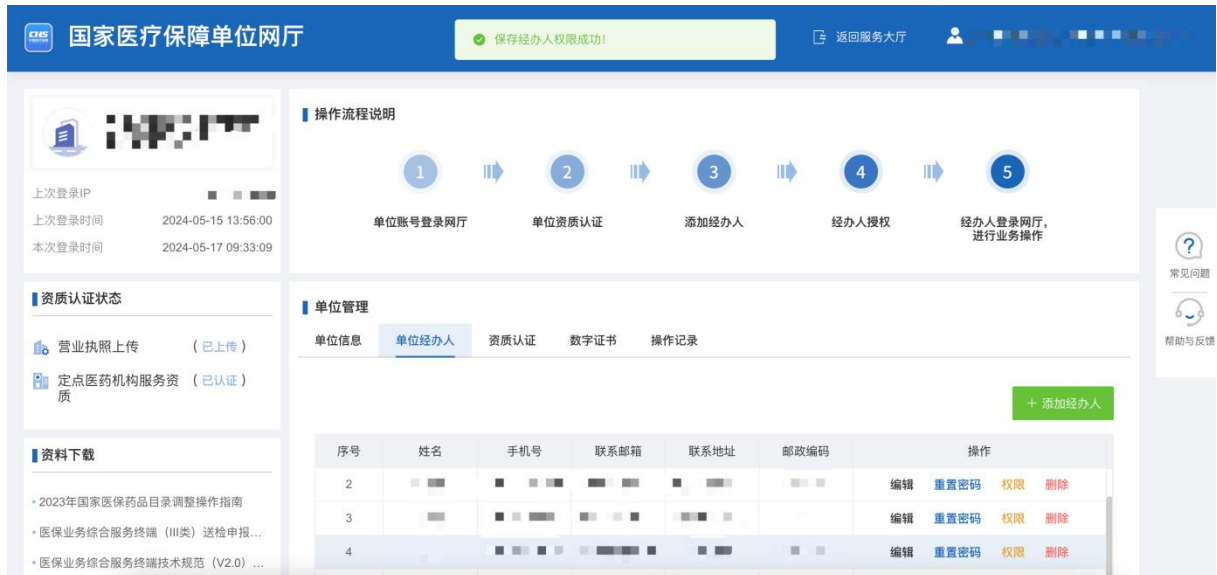 CHS
国家医疗保障单位网厅
保存经办人权限成功!
返回服务大厅
上次登录IP
上次登录时间 2024-05-15 13:56:00
本次登录时间 2024-05-17 09:33:09
操作流程说明
1 2 3 4 5
单位账号登录网厅 单位资质认证 添加经办人 经办人授权 经办人登录网厅，
进行业务操作
常见问题
帮助与反馈
资质认证状态
营业执照上传 (已上传)
定点医药机构服务资 (已认证)
质
资料下载
• 2023年国家医保药品目录调整操作指南
• 医保业务综合服务终端（III类）送检申报...
• 医保业务综合服务终端技术规范（V2.0）...
单位管理
单位信息 单位经办人 资质认证 数字证书 操作记录
+ 添加经办人
序号 姓名 手机号 联系邮箱 联系地址 邮政编码 操作
2 编辑 重置密码 权限 删除
3 编辑 重置密码 权限 删除
4 编辑 重置密码 权限 删除